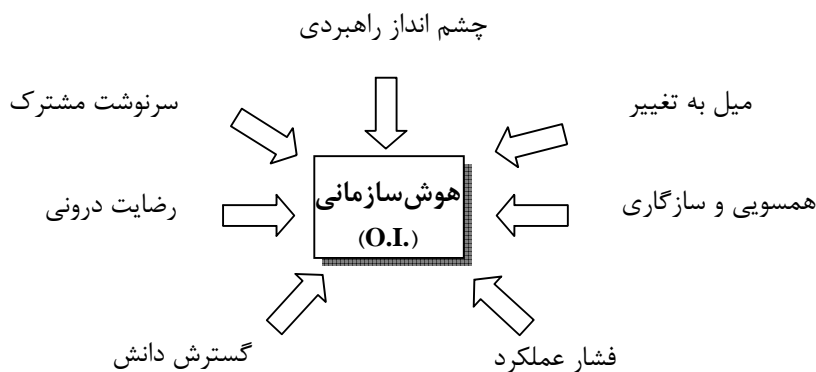 چشم انداز راهبردی
میل به تغییر
سرنوشت مشترک
همسویی و سازگاری
هوش‌سازمانی
(O.I.)
رضایت درونی
فشار عملکرد
گسترش دانش